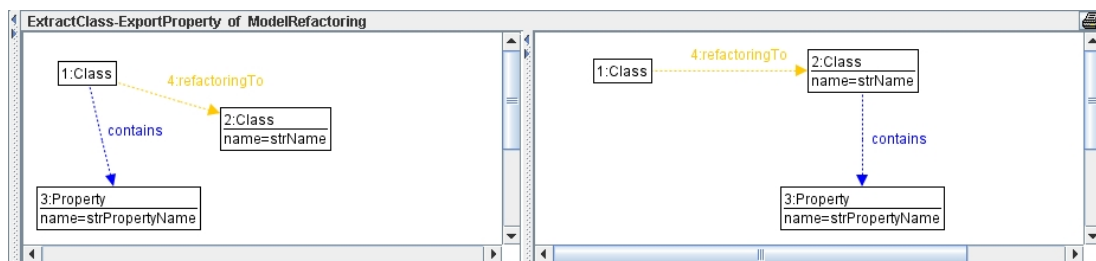 ExtractClass-ExportProperty of ModelRefactoring
1:Class
4:refactoringTo
2:Class
name=strName
contains
3:Property
name=strPropertyName
1:Class
4:refactoringTo
2:Class
name=strName
contains
3:Property
name=strPropertyName